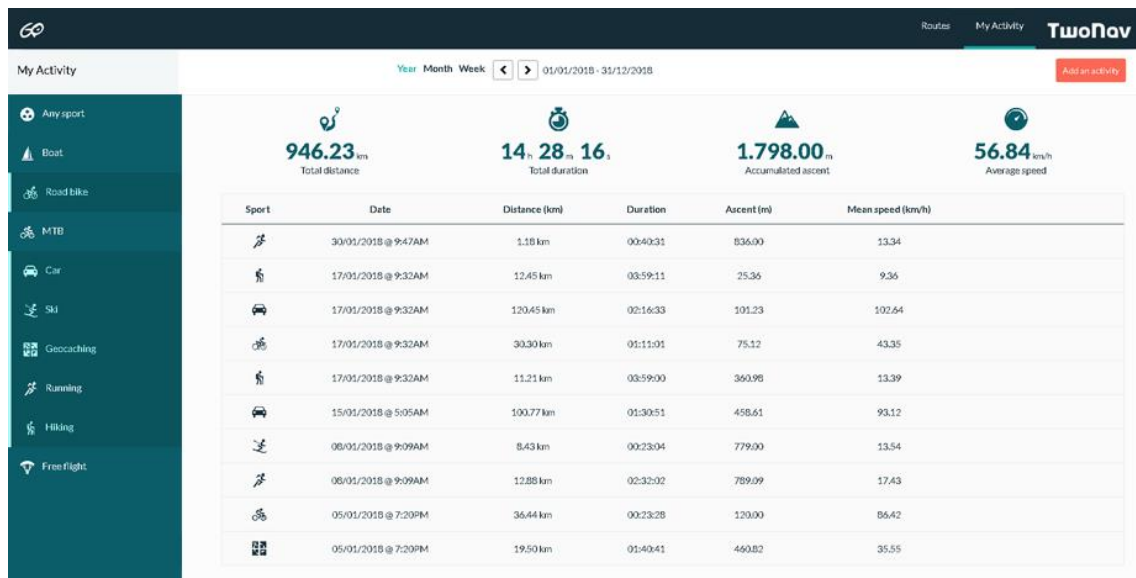 GO
Routes My Activity TwoNav
My Activity
Year Month Week 01/01/2018 - 31/12/2018
Add an activity
Any sport
Boat
Road bike
MTB
Car
Ski
Geocaching
Running
Hiking
Free flight
946.23 km
Total distance
14 h 28 m 16 s
Total duration
1.798.00 m
Accumulated ascent
56.84 km/h
Average speed
Sport Date Distance (km) Duration Ascent (m) Mean speed (km/h)
30/01/2018 @ 9:47AM 1.18 km 00:40:31 836.00 13.34
17/01/2018 @ 9:32AM 12.45 km 03:59:11 25.36 9.36
17/01/2018 @ 9:32AM 120.45 km 02:16:33 101.23 102.64
17/01/2018 @ 9:32AM 30.30 km 01:11:01 75.12 43.35
17/01/2018 @ 9:32AM 11.21 km 03:59:00 360.98 13.39
15/01/2018 @ 5:05AM 100.77 km 01:30:51 458.61 93.12
08/01/2018 @ 9:09AM 8.43 km 00:23:04 779.00 13.54
08/01/2018 @ 9:09AM 12.88 km 02:32:02 789.09 17.43
05/01/2018 @ 7:20PM 36.44 km 00:23:28 120.00 86.42
05/01/2018 @ 7:20PM 19.50 km 01:40:41 460.82 35.55